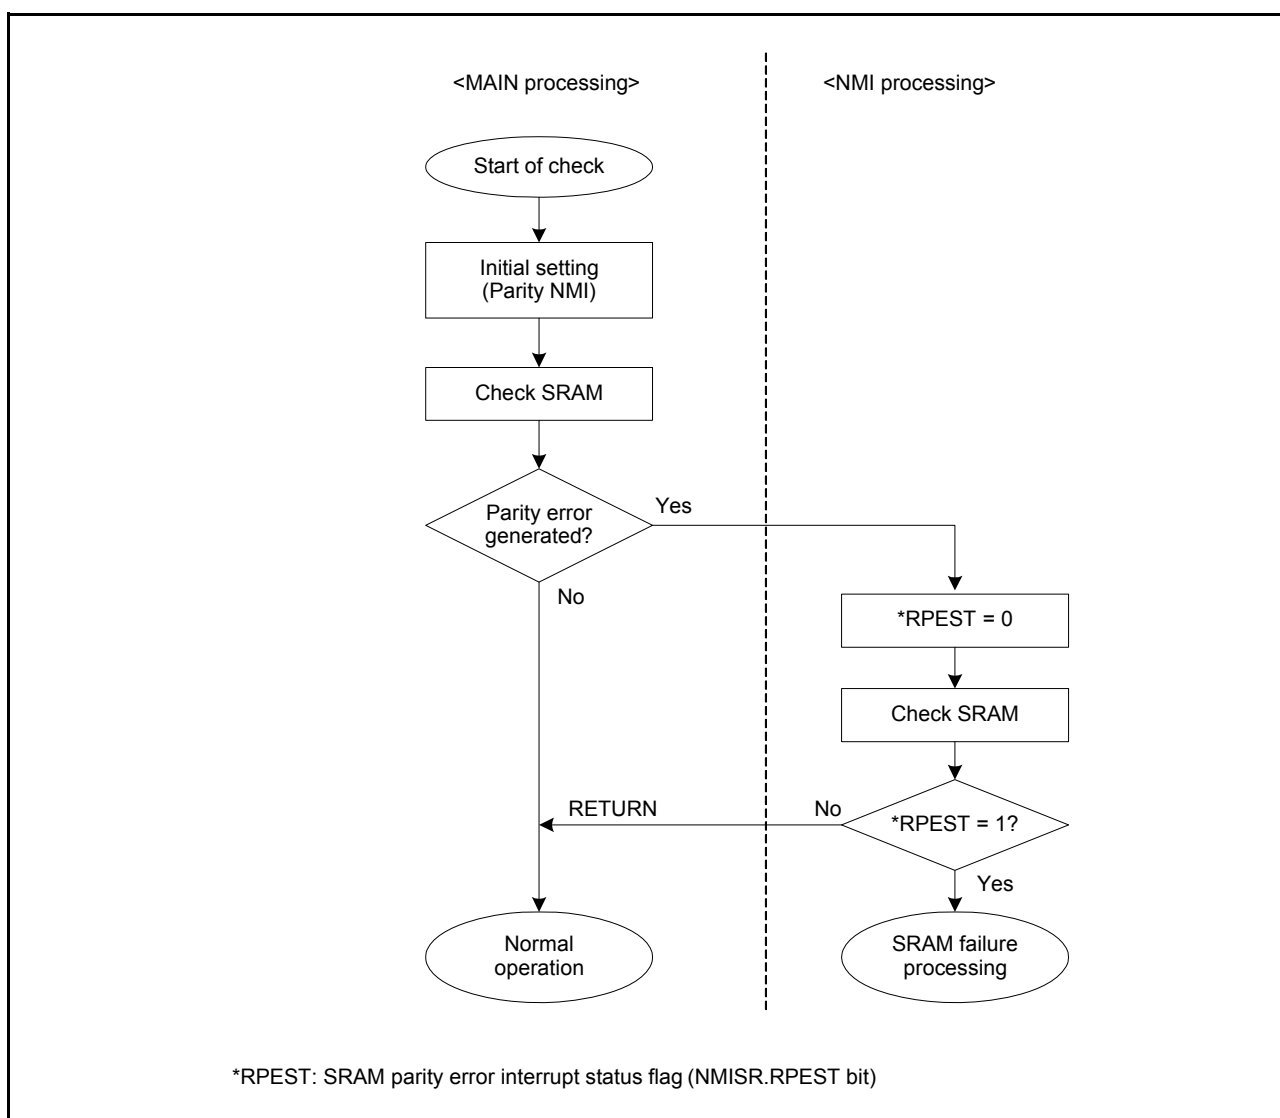 <MAIN processing>
<NMI processing>
Start of check
Initial setting
(Parity NMI)
Check SRAM
Parity error
generated?
Yes
No
*RPEST = 0
Check SRAM
*RPEST = 1?
No
RETURN
Yes
Normal
operation
SRAM failure
processing
*RPEST: SRAM parity error interrupt status flag (NMISR.RPEST bit)